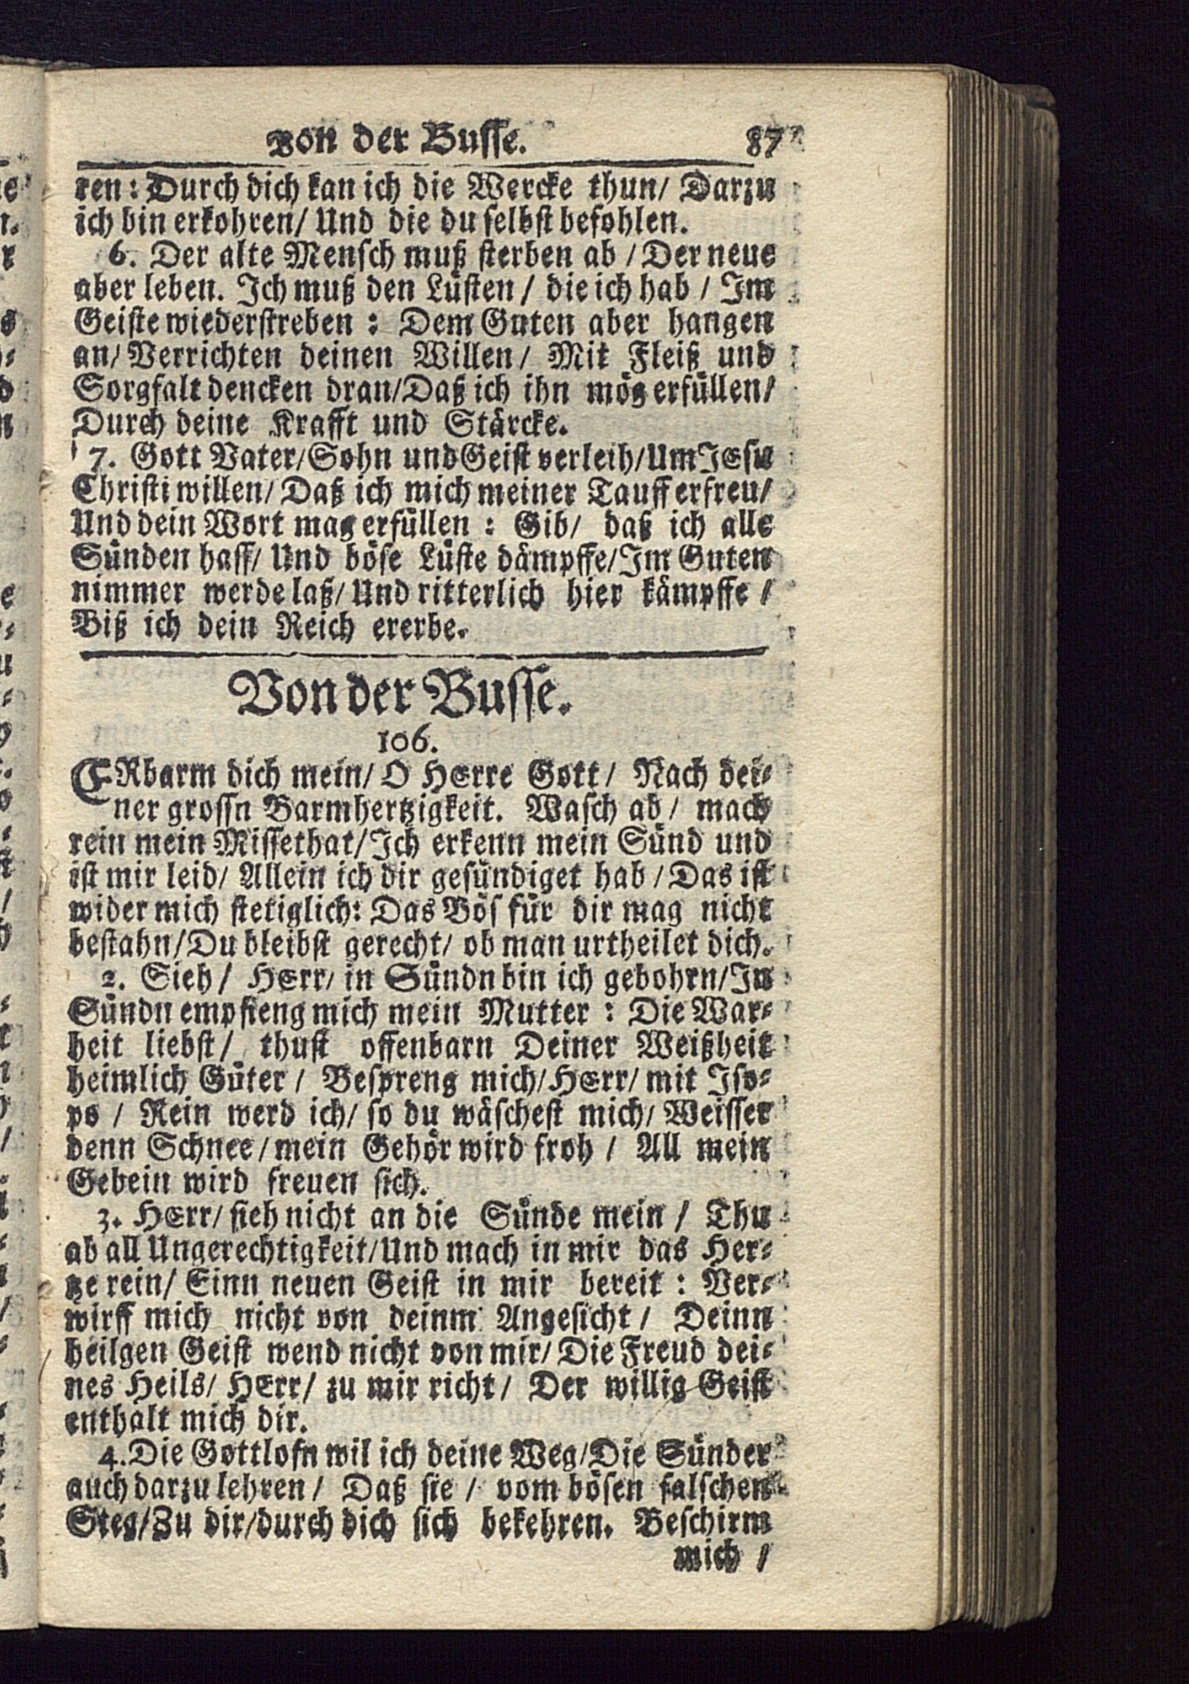 von der Busse. 87
ren: Durch dich kan ich die Wercke thun/ Darzu
ich bin erkohren/ Und die du selbst befohlen.
6. Der alte Mensch muß sterben ab / Der neue
aber leben. Ich muß den Lüsten / die ich hab / Im
Geiste wiederstreben : Dem Guten aber hangen
an/ Verrichten deinen Willen/ Mit Fleiß und
Sorgfalt dencken dran/Daß ich ihn mög erfüllen/
Durch deine Krafft und Stärcke.
7. Gott Vater/Sohn und Geist verleih/Um JEsu
Christi willen/ Daß ich mich meiner Tauff erfreu/
Und dein Wort mag erfüllen : Gib/ daß ich alle
Sünden hass/ Und böse Lüste dämpffe/Im Guten
nimmer werde laß/ Und ritterlich hier kämpffe /
Biß ich dein Reich ererbe.
Von der Busse.
106.
ERbarm dich mein/ O HErre Gott / Nach dei-
ner grossn Barmhertzigkeit. Wasch ab / mach
rein mein Missethat/Ich erkenn mein Sünd und
ist mir leid/ Allein ich dir gesündiget hab / Das ist
wider mich stetiglich: Das Bös für dir mag nicht
bestahn/Du bleibst gerecht/ ob man urtheilet dich.
2. Sieh / HErr/ in Sündn bin ich gebohrn/In
Sündn empfieng mich mein Mutter : Die War-
heit liebst/ thust offenbarn Deiner Weißheit
heimlich Güter / Bespreng mich/HErr/ mit Iso-
po / Rein werd ich/ so du wäschest mich/ Weisser
denn Schnee/mein Gehör wird froh / All mein
Gebein wird freuen sich.
3. HErr/ sieh nicht an die Sünde mein / Thu
ab all Ungerechtigkeit/Und mach in mir das Her-
tze rein/ Einn neuen Geist in mir bereit : Ver-
wirff mich nicht von deinm Angesicht / Deinn
heilgen Geist wend nicht von mir/ Die Freud dei-
nes Heils/ HErr/ zu mir richt / Der willig Geist
enthalt mich dir.
4.Die Gottlosn wil ich deine Weg/Die Sünder
auch darzu lehren / Daß sie / vom bösen falschen
Steg/Zu dir/durch dich sich bekehren. Beschirm
mich /